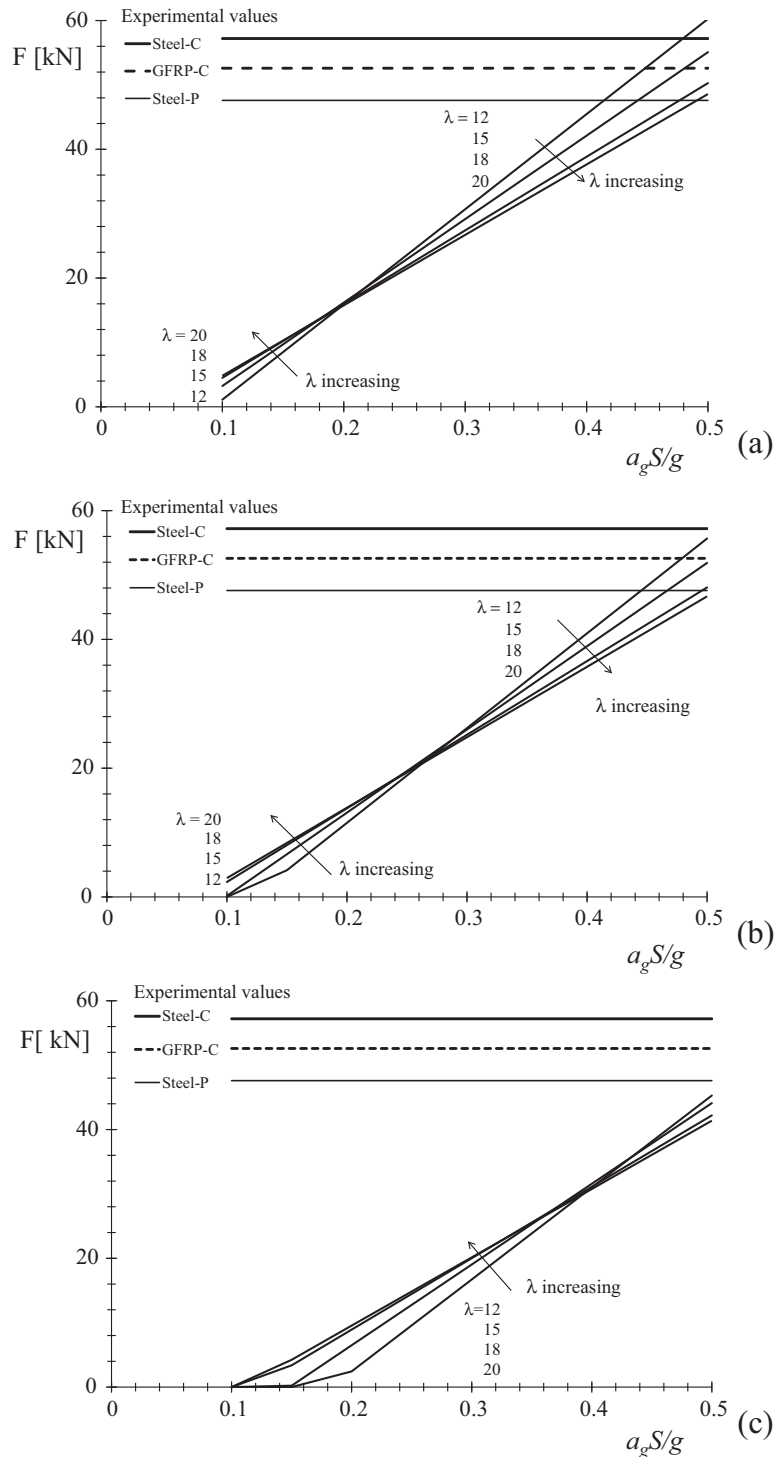 Experimental values
60
F [kN]
Steel-C
GFRP-C
Steel-P
λ = 12
15
18
20
λ increasing
40
20
λ = 20
18
15
12
λ increasing
0
0 0.1 0.2 0.3 0.4 0.5
a_gS/g
(a)
60
Experimental values
F [kN]
Steel-C
GFRP-C
Steel-P
λ = 12
15
18
20
λ increasing
40
20
λ = 20
18
15
12
λ increasing
0
0 0.1 0.2 0.3 0.4 0.5
a_gS/g
(b)
60
Experimental values
F[ kN]
Steel-C
GFRP-C
Steel-P
40
20
λ increasing
λ=12
15
18
20
0
0 0.1 0.2 0.3 0.4 0.5
a_gS/g
(c)